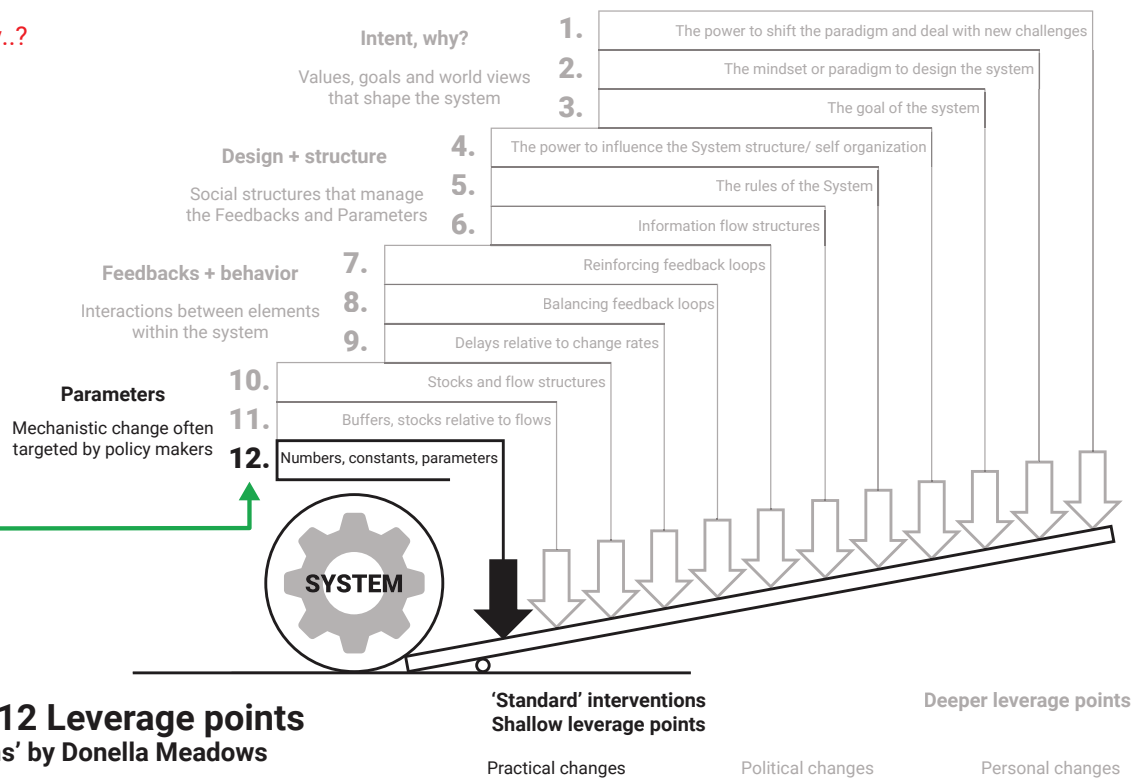 ..?
Intent, why?
Values, goals and world views
that shape the system
1. The power to shift the paradigm and deal with new challenges
2. The mindset or paradigm to design the system
3. The goal of the system
Design + structure
Social structures that manage
the Feedbacks and Parameters
4. The power to influence the System structure/ self organization
5. The rules of the System
6. Information flow structures
Feedbacks + behavior
Interactions between elements
within the system
7. Reinforcing feedback loops
8. Balancing feedback loops
9. Delays relative to change rates
Parameters
Mechanistic change often
targeted by policy makers
10. Stocks and flow structures
11. Buffers, stocks relative to flows
12. Numbers, constants, parameters
SYSTEM
12 Leverage points
s' by Donella Meadows
‘Standard’ interventions
Shallow leverage points
Deeper leverage points
Practical changes
Political changes
Personal changes